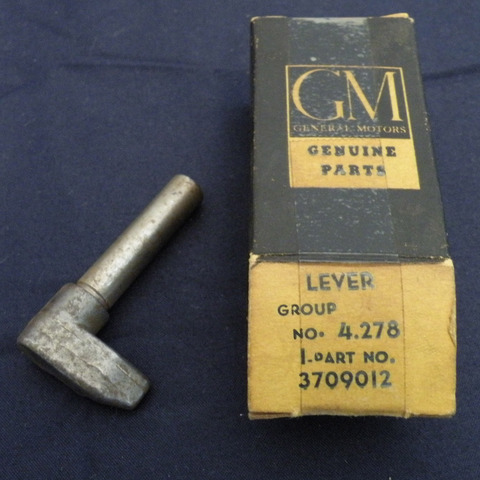 GM
GENERAL MOTORS
GENUINE
PARTS
LEVER
GROUP
NO. 4.278
1-PART NO.
3709012